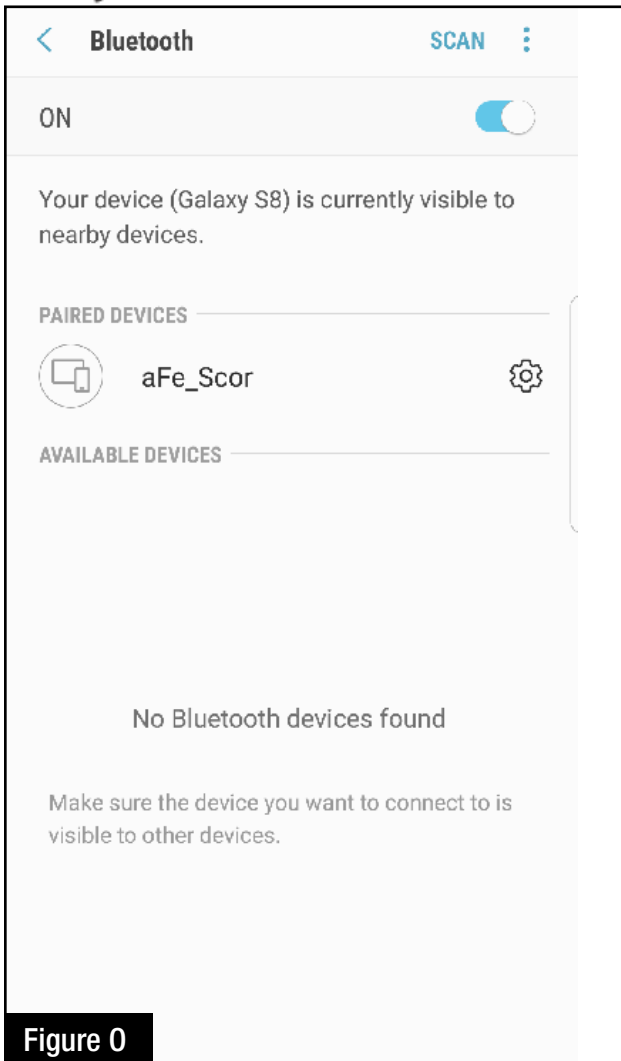 Bluetooth SCAN
ON
Your device (Galaxy S8) is currently visible to
nearby devices.
PAIRED DEVICES
aFe_Scor
AVAILABLE DEVICES
No Bluetooth devices found
Make sure the device you want to connect to is
visible to other devices.
Figure O